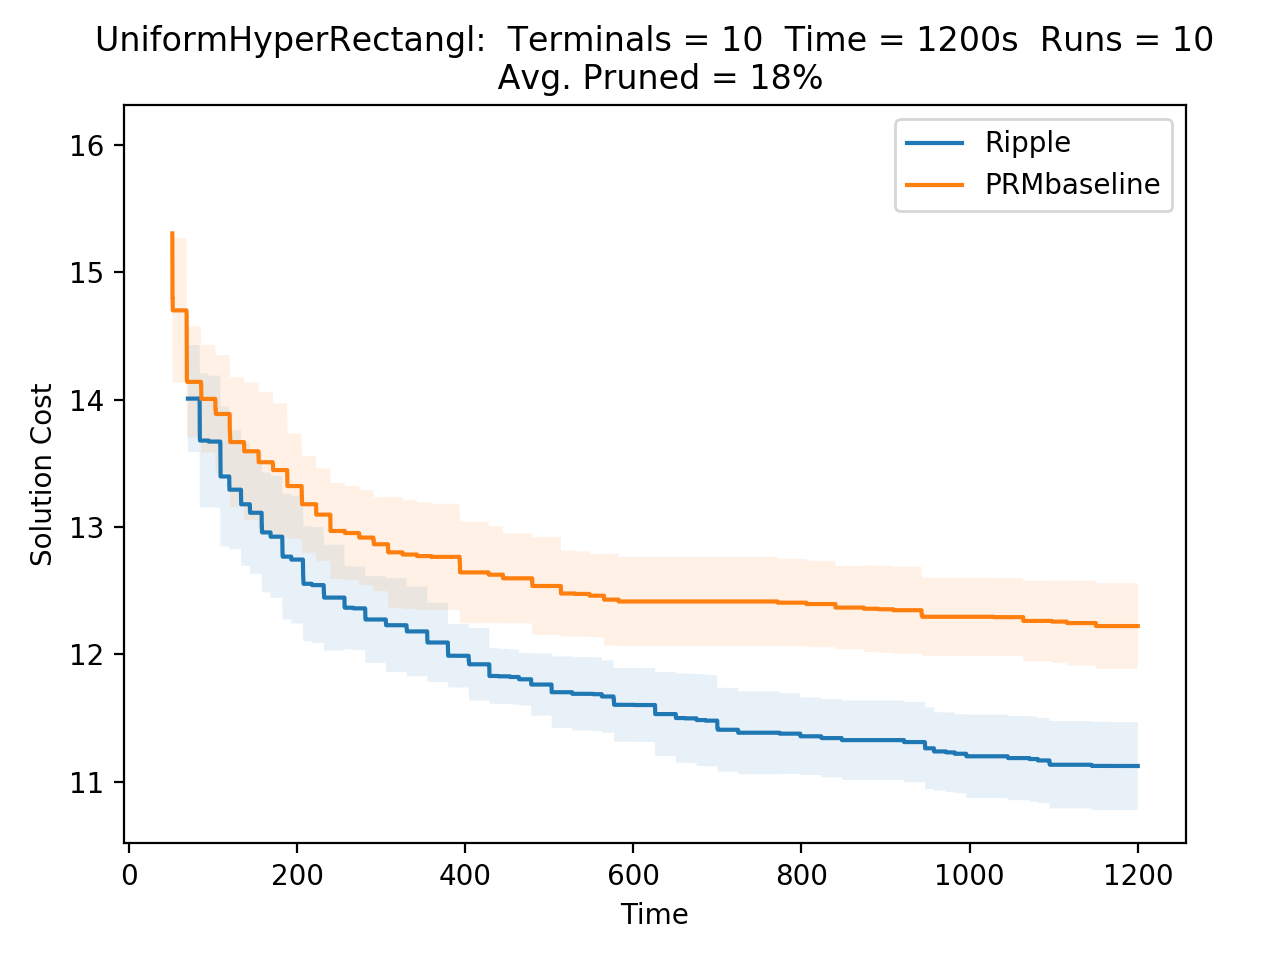 UniformHyperRectangl:  Terminals = 10  Time = 1200s  Runs = 10
Avg. Pruned = 18%
Ripple
PRMbaseline
Solution Cost
16
15
14
13
12
11
0
200
400
600
800
1000
1200
Time